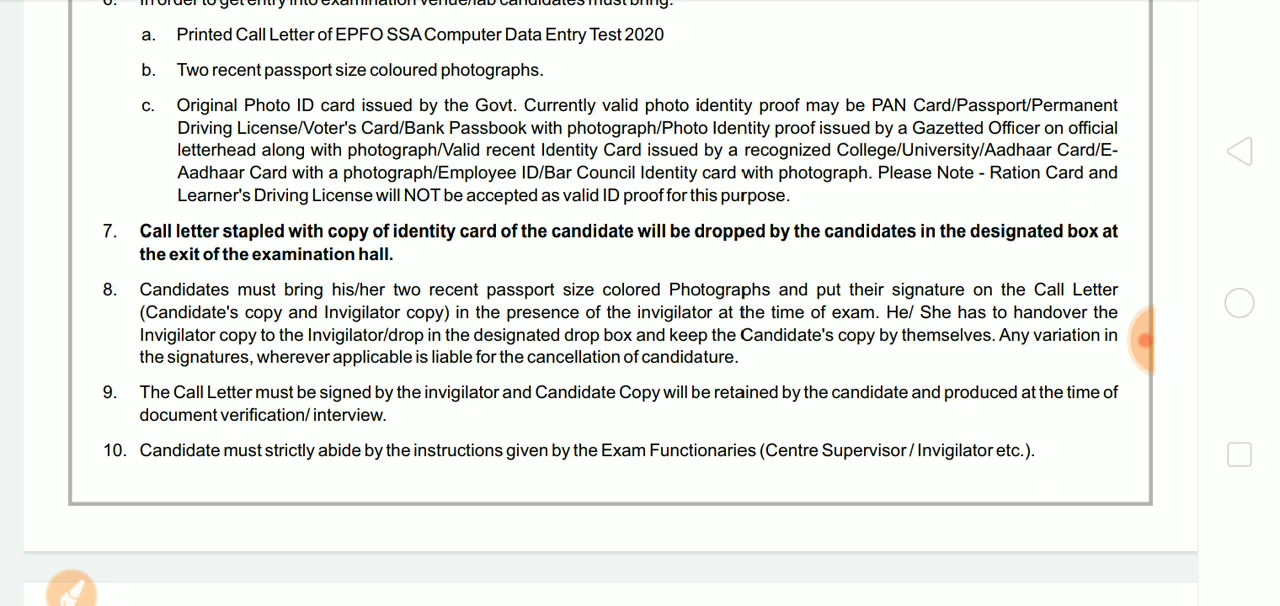 6. In order to get entry into examination venue/lab candidates must bring:
a. Printed Call Letter of EPFO SSA Computer Data Entry Test 2020
b. Two recent passport size coloured photographs.
c. Original Photo ID card issued by the Govt. Currently valid photo identity proof may be PAN Card/Passport/Permanent
Driving License/Voter's Card/Bank Passbook with photograph/Photo Identity proof issued by a Gazetted Officer on official
letterhead along with photograph/Valid recent Identity Card issued by a recognized College/University/Aadhaar Card/E-
Aadhaar Card with a photograph/Employee ID/Bar Council Identity card with photograph. Please Note - Ration Card and
Learner's Driving License will NOT be accepted as valid ID proof for this purpose.
7. Call letter stapled with copy of identity card of the candidate will be dropped by the candidates in the designated box at
the exit of the examination hall.
8. Candidates must bring his/her two recent passport size colored Photographs and put their signature on the Call Letter
(Candidate's copy and Invigilator copy) in the presence of the invigilator at the time of exam. He/ She has to handover the
Invigilator copy to the Invigilator/drop in the designated drop box and keep the Candidate's copy by themselves. Any variation in
the signatures, wherever applicable is liable for the cancellation of candidature.
9. The Call Letter must be signed by the invigilator and Candidate Copy will be retained by the candidate and produced at the time of
document verification/ interview.
10. Candidate must strictly abide by the instructions given by the Exam Functionaries (Centre Supervisor / Invigilator etc.).